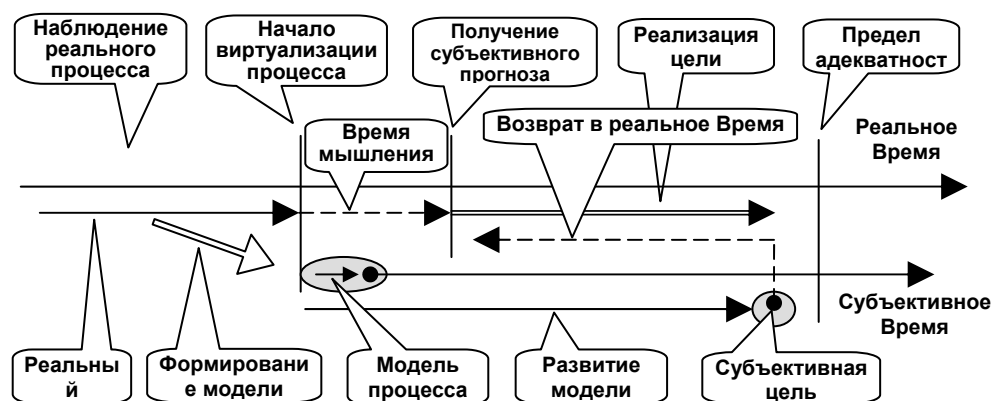 Наблюдение
реального
процесса
Начало
виртуализации
процесса
Получение
субъективного
прогноза
Реализация
цели
Предел
адекватност
Время
мышления
Возврат в реальное Время
Реальное
Время
Субъективное
Время
Реальны
й
Формировани
е модели
Модель
процесса
Развитие
модели
Субъективная
цель